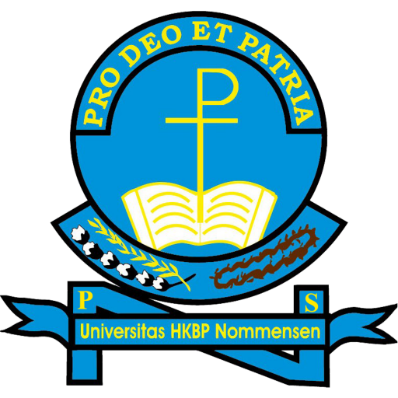 PRO DEO ET PATRIA
P S
Universitas HKBP Nommensen